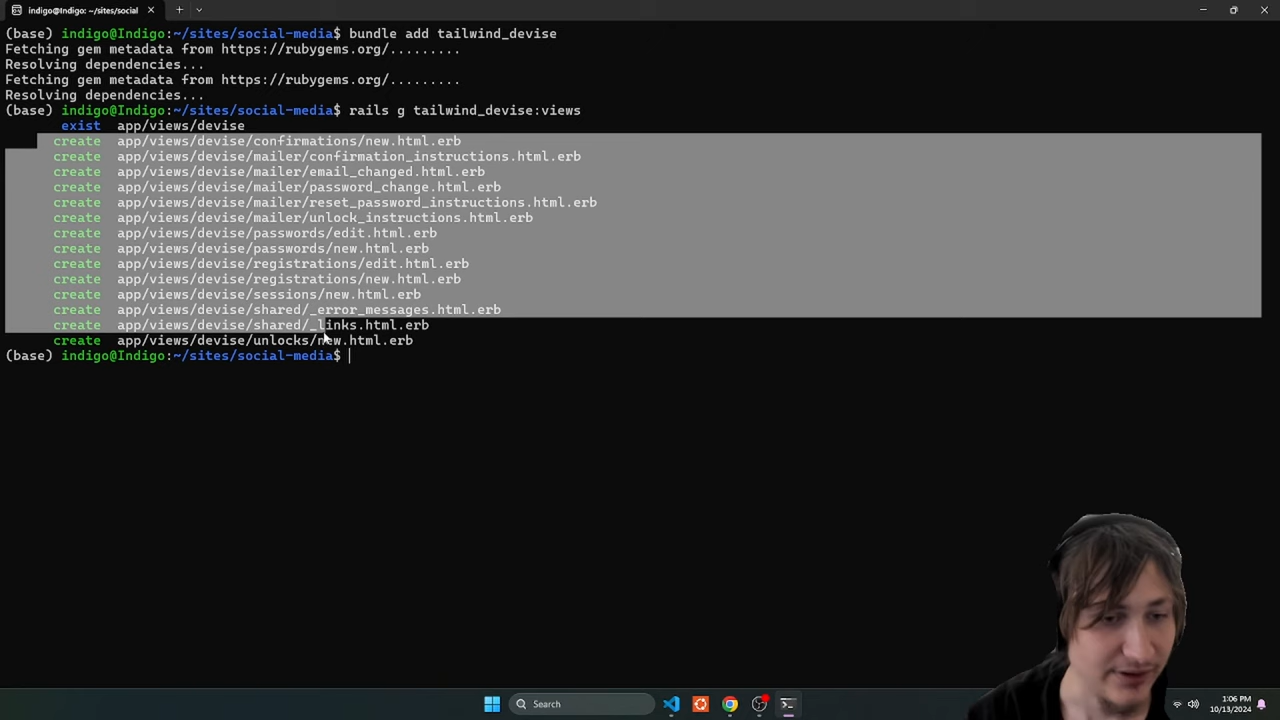 indigo@Indigo: ~/sites/social
(base) indigo@Indigo:~/sites/social-media$ bundle add tailwind_devise
Fetching gem metadata from https://rubygems.org/.........
Resolving dependencies...
Fetching gem metadata from https://rubygems.org/.........
Resolving dependencies...
(base) indigo@Indigo:~/sites/social-media$ rails g tailwind_devise:views
exist app/views/devise
create app/views/devise/confirmations/new.html.erb
create app/views/devise/mailer/confirmation_instructions.html.erb
create app/views/devise/mailer/email_changed.html.erb
create app/views/devise/mailer/password_change.html.erb
create app/views/devise/mailer/reset_password_instructions.html.erb
create app/views/devise/mailer/unlock_instructions.html.erb
create app/views/devise/passwords/edit.html.erb
create app/views/devise/passwords/new.html.erb
create app/views/devise/registrations/edit.html.erb
create app/views/devise/registrations/new.html.erb
create app/views/devise/sessions/new.html.erb
create app/views/devise/shared/_error_messages.html.erb
create app/views/devise/shared/_links.html.erb
create app/views/devise/unlocks/new.html.erb
(base) indigo@Indigo:~/sites/social-media$
Search
1:06 PM
10/13/2024